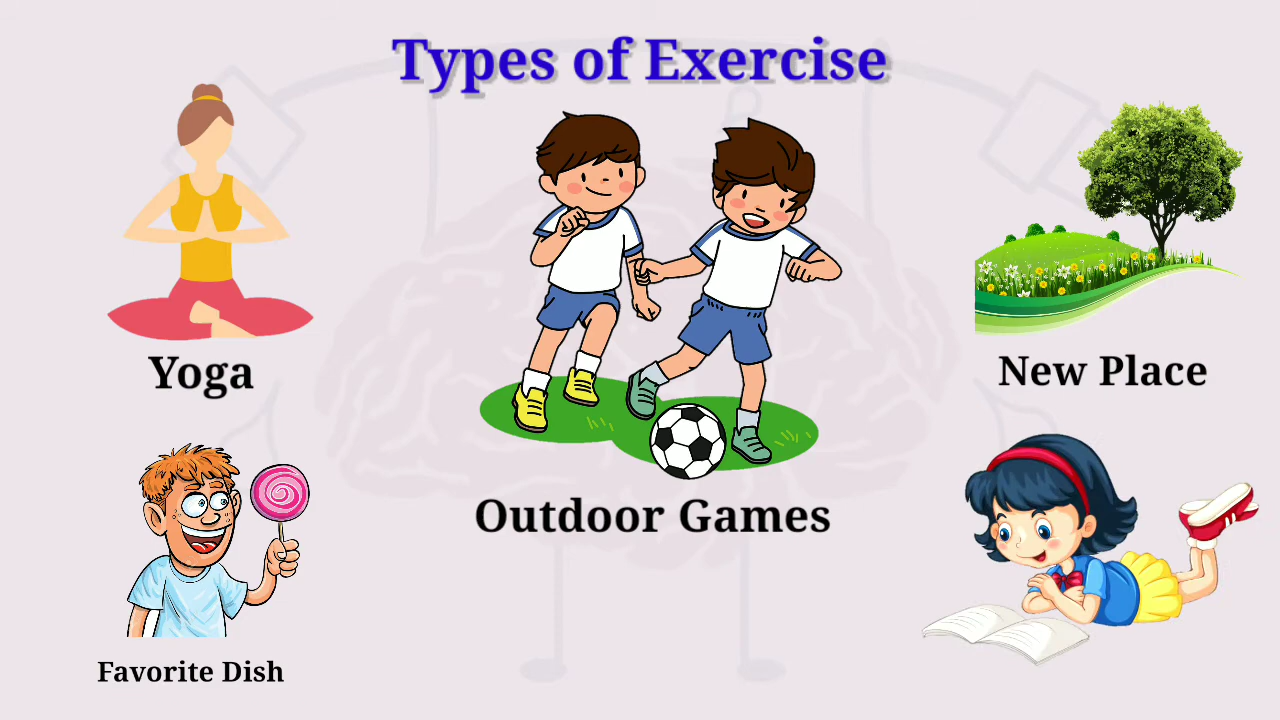 Types of Exercise
Yoga
New Place
Outdoor Games
Favorite Dish